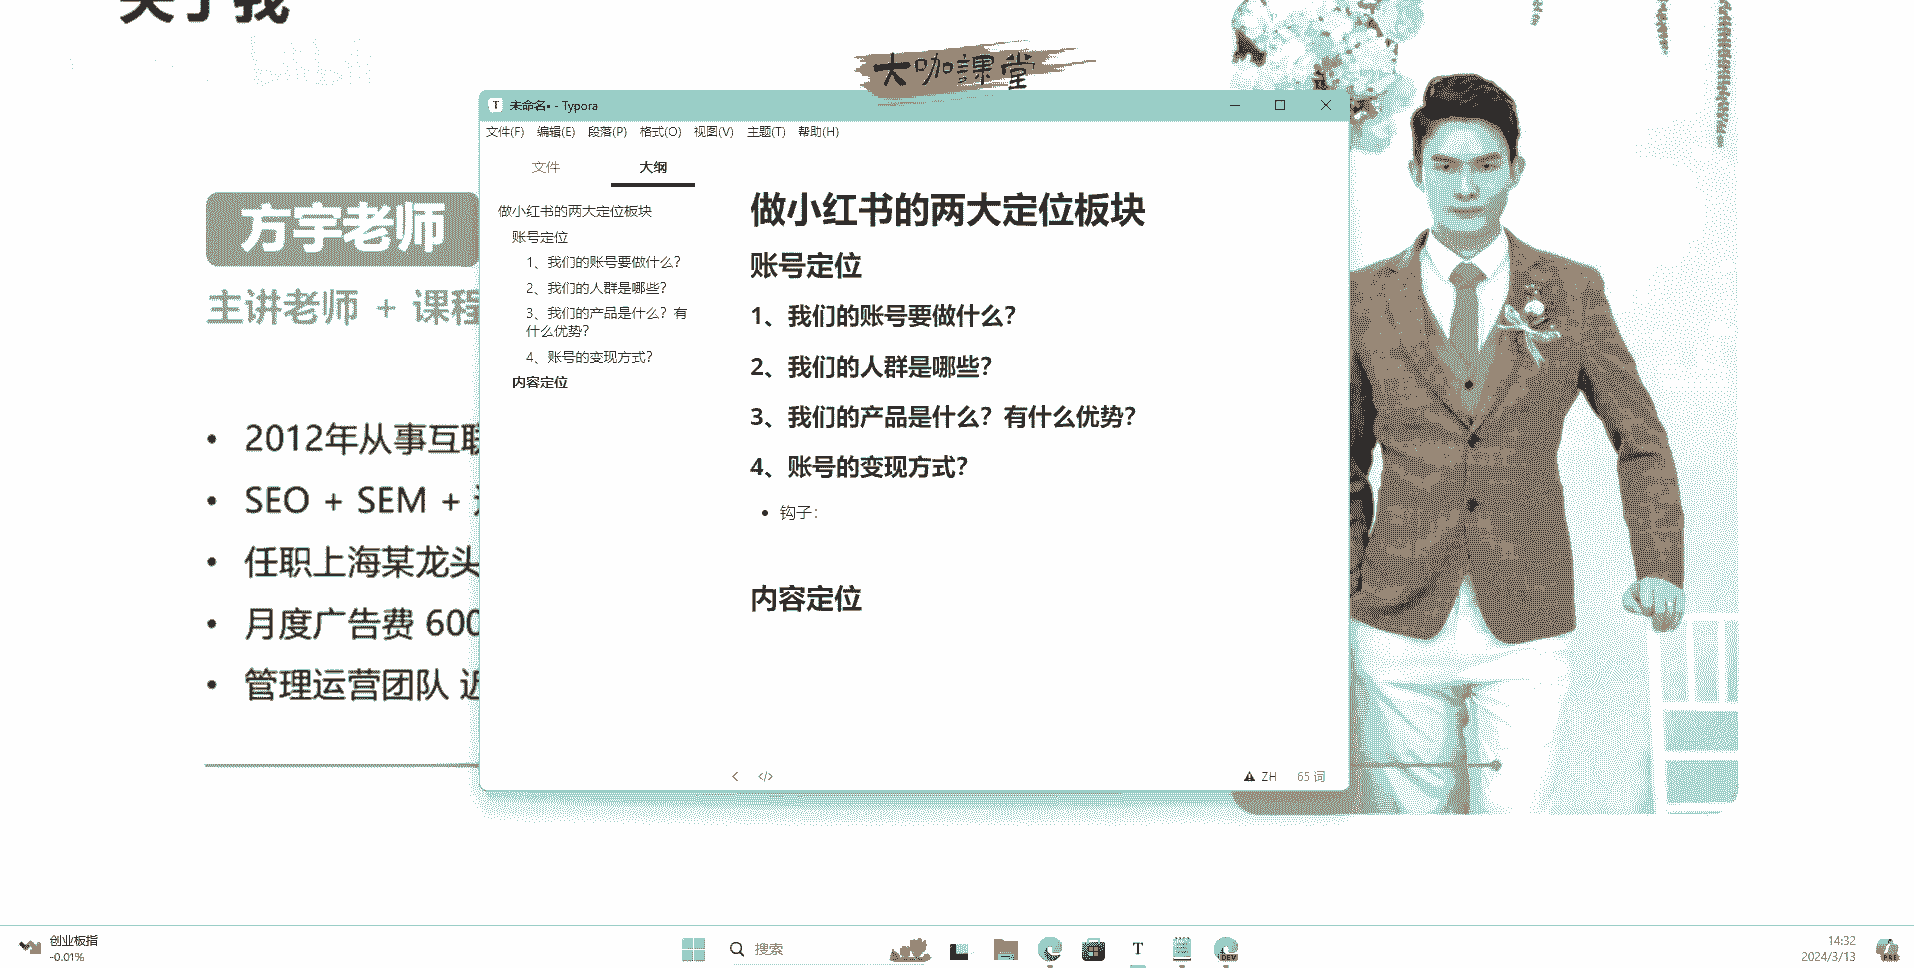 关于我
大咖課堂
方宇老师
主讲老师 + 课程
• 2012年从事互联
• SEO + SEM +
• 任职上海某龙头
• 月度广告费 600
• 管理运营团队 近
T 未命名• - Typora
文件(F) 编辑(E) 段落(P) 格式(O) 视图(V) 主题(T) 帮助(H)
文件 大纲
做小红书的两大定位板块
账号定位
1、我们的账号要做什么？
2、我们的人群是哪些？
3、我们的产品是什么？有
什么优势？
4、账号的变现方式？
内容定位
做小红书的两大定位板块
账号定位
1、我们的账号要做什么？
2、我们的人群是哪些？
3、我们的产品是什么？有什么优势？
4、账号的变现方式？
• 钩子：
内容定位
</> ZH 65 词
创业板指
-0.01%
搜索
T
DEV
14:32
2024/3/13
PRE